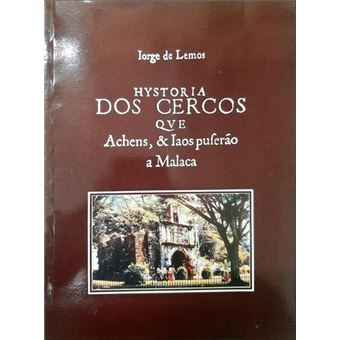 Iorge de Lemos
HYSTORIA
DOS CERCOS
QVE
Achens, & Iaos puſerão
a Malaca